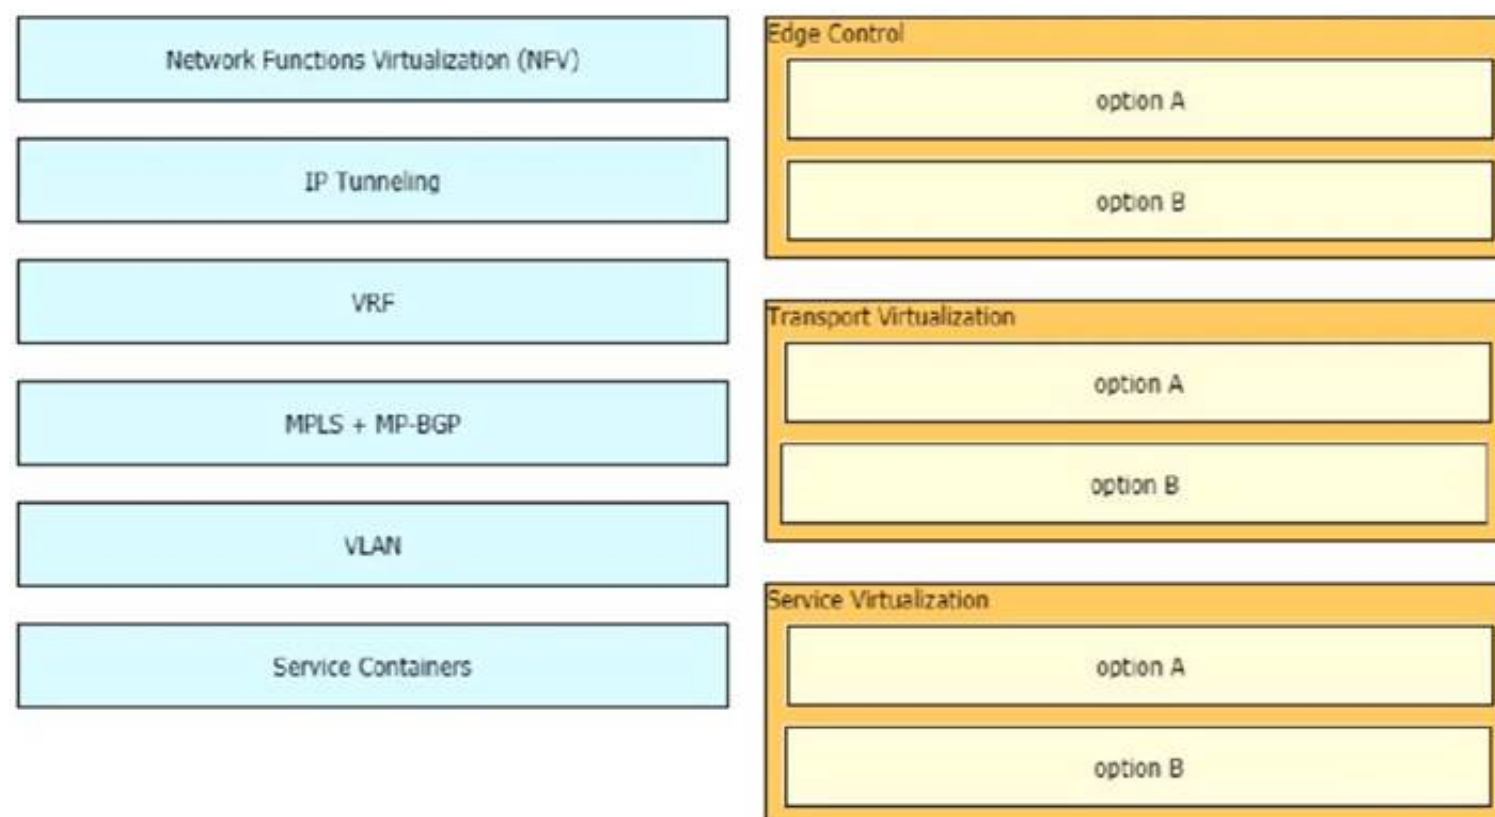 Network Functions Virtualization (NFV)
IP Tunneling
VRF
MPLS + MP-BGP
VLAN
Service Containers
Edge Control
option A
option B
Transport Virtualization
option A
option B
Service Virtualization
option A
option B